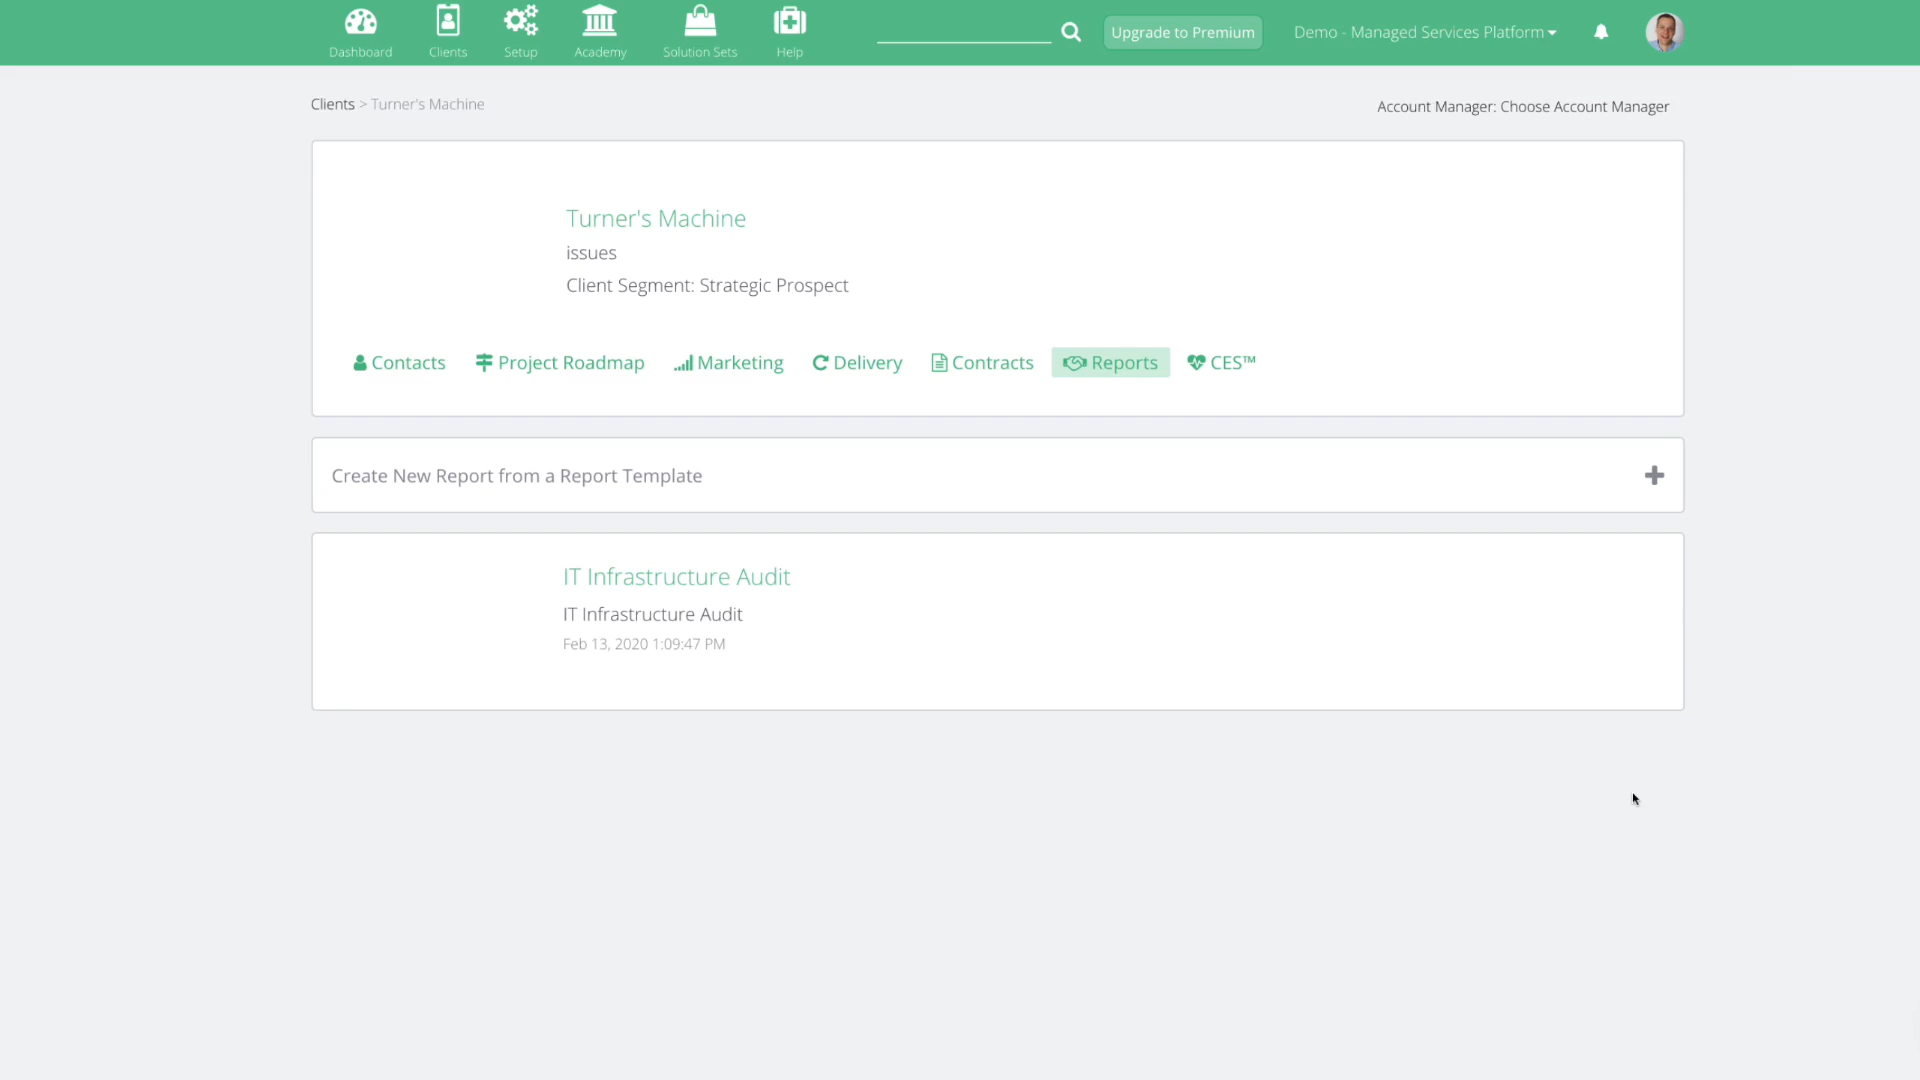 Dashboard
Clients
Setup
Academy
Solution Sets
Help
Upgrade to Premium
Demo - Managed Services Platform
Clients > Turner's Machine
Account Manager: Choose Account Manager
Turner's Machine
issues
Client Segment: Strategic Prospect
Contacts
Project Roadmap
Marketing
Delivery
Contracts
Reports
CES™
Create New Report from a Report Template
IT Infrastructure Audit
IT Infrastructure Audit
Feb 13, 2020 1:09:47 PM